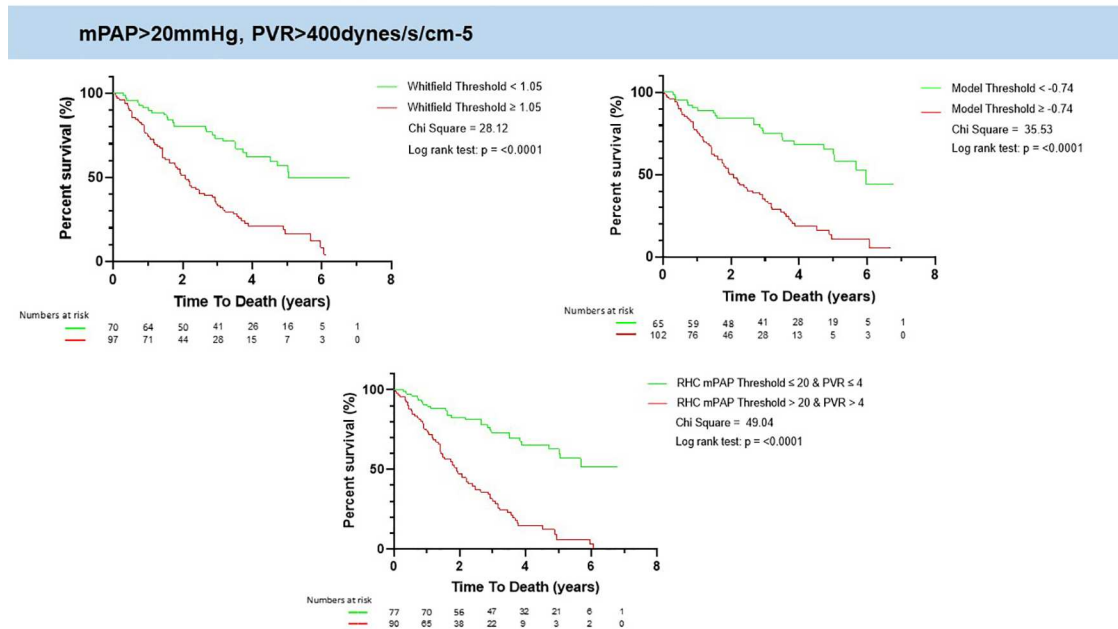 mPAP>20mmHg, PVR>400dynes/s/cm-5
Percent survival (%)
100
50
0
0 2 4 6 8
Time To Death (years)
Whitfield Threshold < 1.05
Whitfield Threshold ≥ 1.05
Chi Square = 28.12
Log rank test: p = <0.0001
Numbers at risk
70 64 50 41 26 16 5 1
97 71 44 28 15 7 3 0
Percent survival (%)
100
50
0
0 2 4 6 8
Time To Death (years)
Model Threshold < -0.74
Model Threshold ≥ -0.74
Chi Square = 35.53
Log rank test: p = <0.0001
Numbers at risk
65 59 48 41 28 19 5 1
102 76 46 28 13 5 3 0
Percent survival (%)
100
50
0
0 2 4 6 8
Time To Death (years)
RHC mPAP Threshold ≤ 20 & PVR ≤ 4
RHC mPAP Threshold > 20 & PVR > 4
Chi Square = 49.04
Log rank test: p = <0.0001
Numbers at risk
77 70 56 47 32 21 6 1
90 65 38 22 9 3 2 0